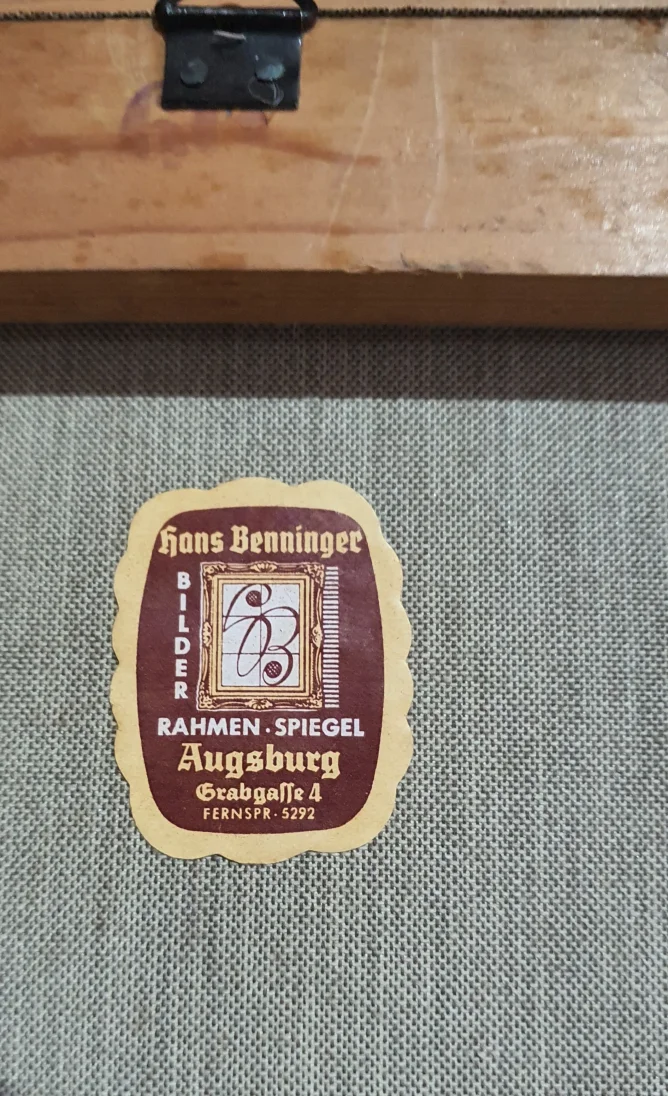 Hans Benninger
BILDER
RAHMEN · SPIEGEL
Augsburg
Grabgasse 4
FERNSPR · 5292